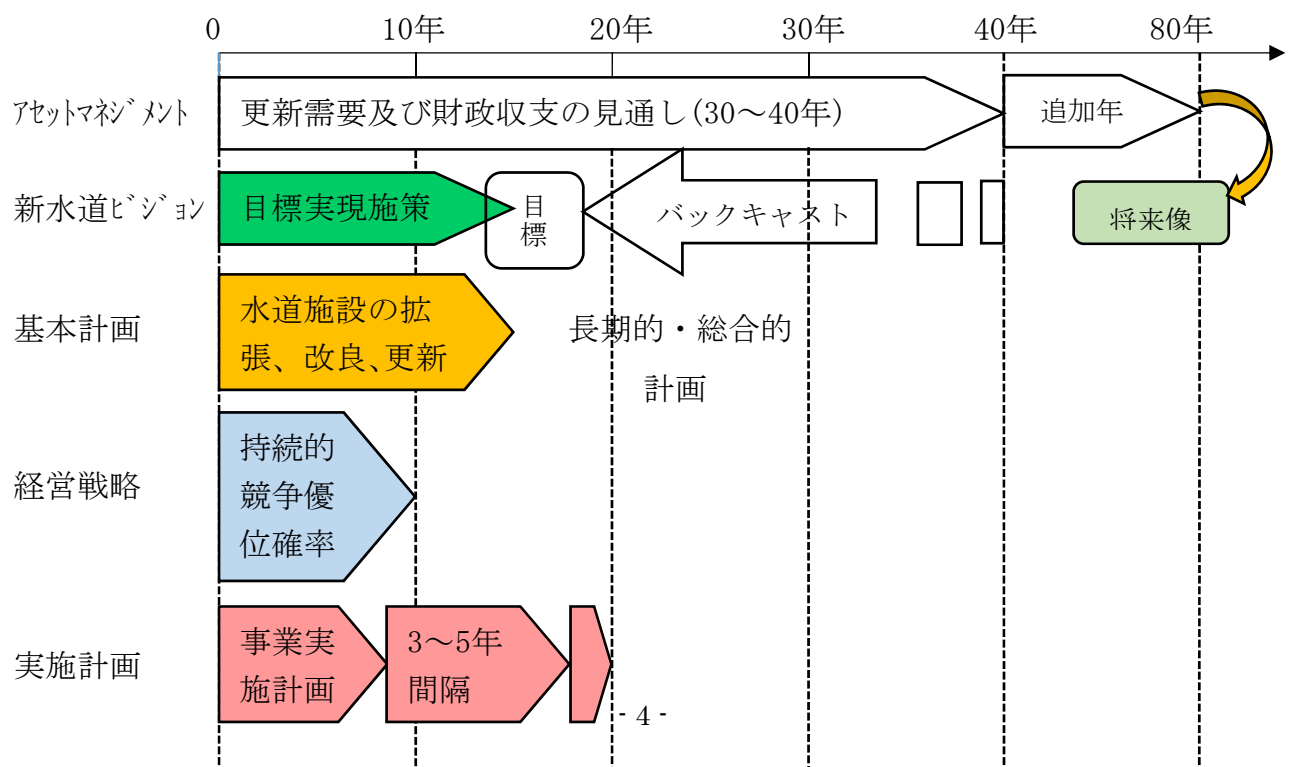 0 10年 20年 30年 40年 80年
アセットマネジメント 更新需要及び財政収支の見通し(30～40年) 追加年
新水道ビジョン 目標実現施策 目 バックキャスト 将来像
標
基本計画 水道施設の拡 長期的・総合的
張、改良、更新 計画
持続的
経営戦略 競争優
位確率
事業実 3～5年
実施計画 施計画 間隔
- 4 -